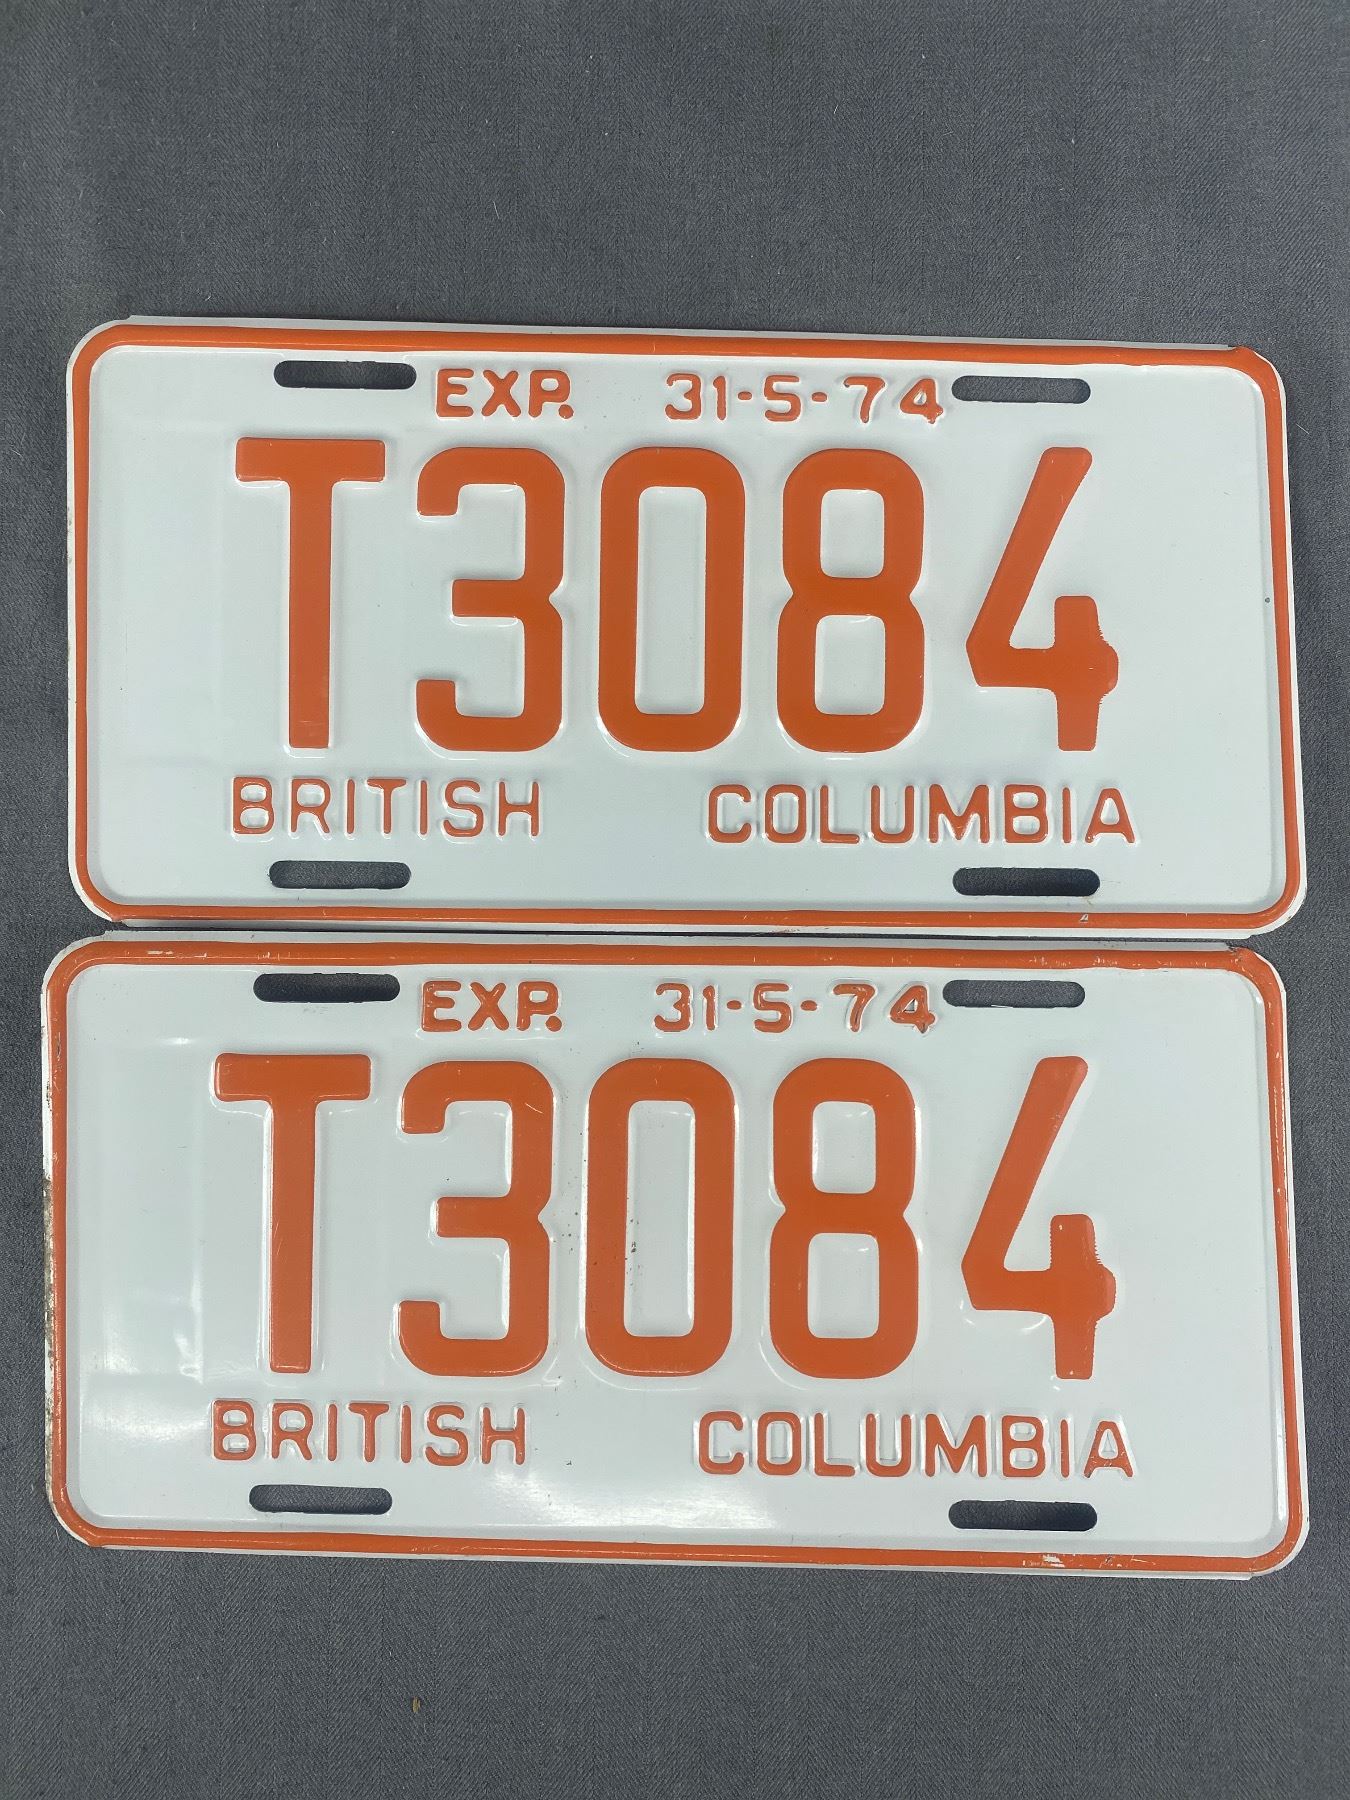 EXP. 31-5-74
T3084
BRITISH COLUMBIA
EXP. 31-5-74
T3084
BRITISH COLUMBIA